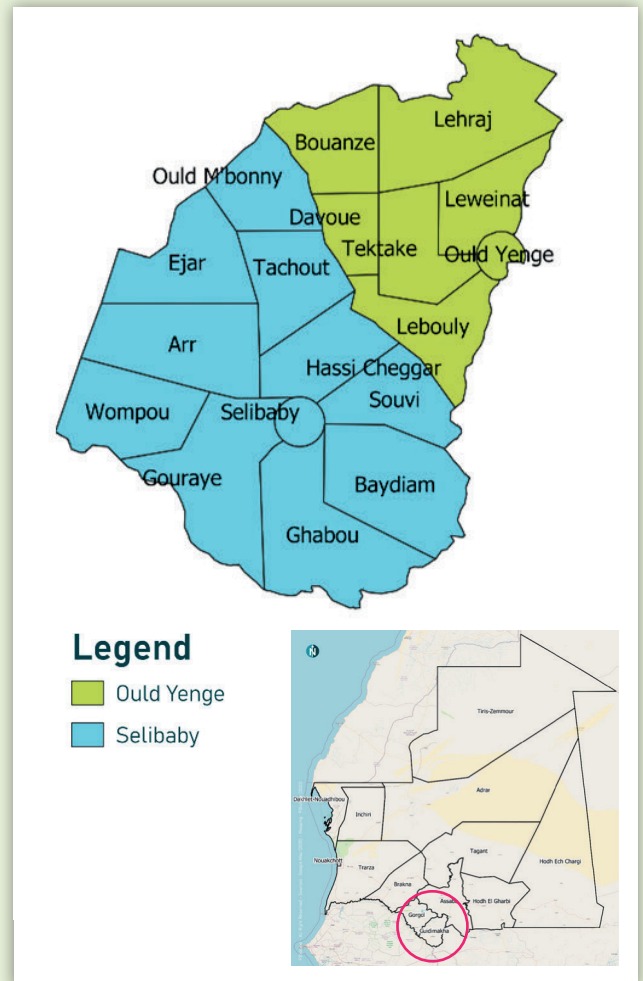 Lehraj
Bouanze
Ould M'bonny
Leweinat
Davoue
Tektake
Ould Yenge
Ejar
Tachout
Lebouly
Arr
Hassi Cheggar
Souvi
Wompou
Selibaby
Gouraye
Baydiam
Ghabou
Legend
Ould Yenge
Selibaby
N
Tiris-Zemmour
Adrar
Dakhlet-Nouadhibou
Inchiri
Tagant
Hodh Ech Chargi
Nouakchott
Trarza
Brakna
Assaba
Hodh El Gharbi
Gorgol
Guidimakha